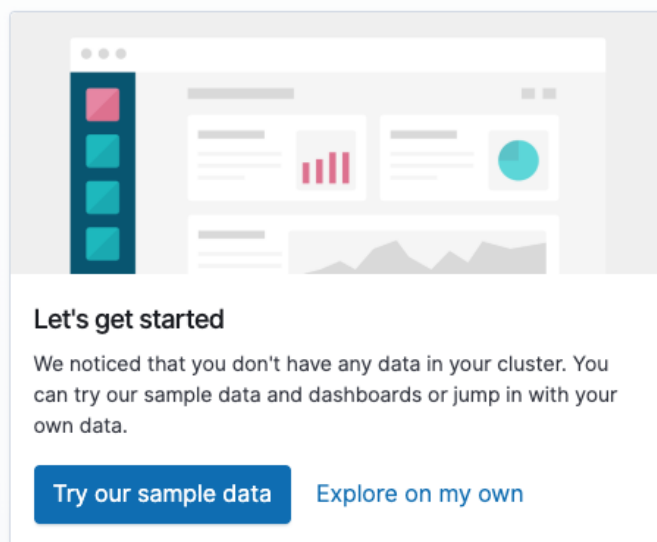 Let's get started
We noticed that you don't have any data in your cluster. You
can try our sample data and dashboards or jump in with your
own data.
Try our sample data
Explore on my own